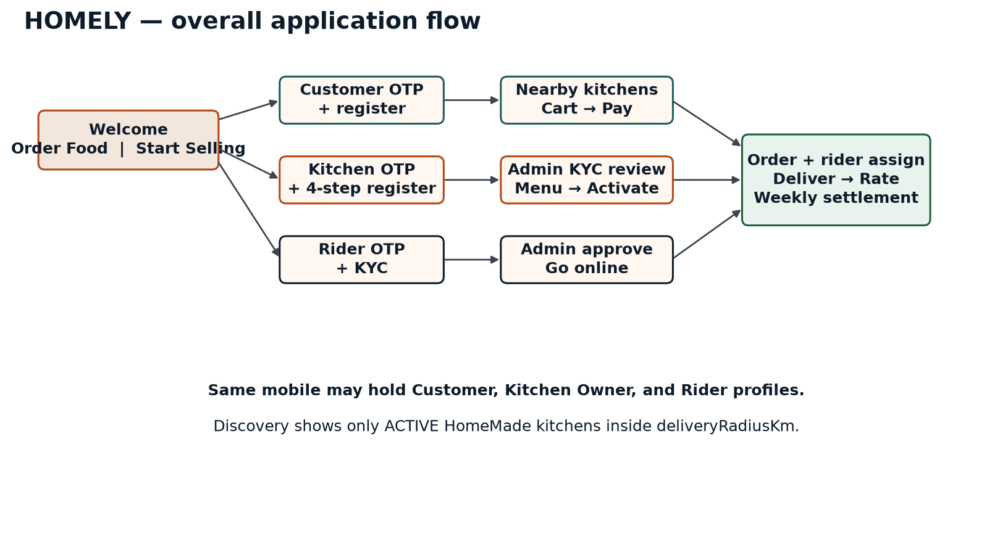 HOMELY — overall application flow
Welcome
Order Food | Start Selling
Customer OTP
+ register
Nearby kitchens
Cart → Pay
Kitchen OTP
+ 4-step register
Admin KYC review
Menu → Activate
Rider OTP
+ KYC
Admin approve
Go online
Order + rider assign
Deliver → Rate
Weekly settlement
Same mobile may hold Customer, Kitchen Owner, and Rider profiles.
Discovery shows only ACTIVE HomeMade kitchens inside deliveryRadiusKm.